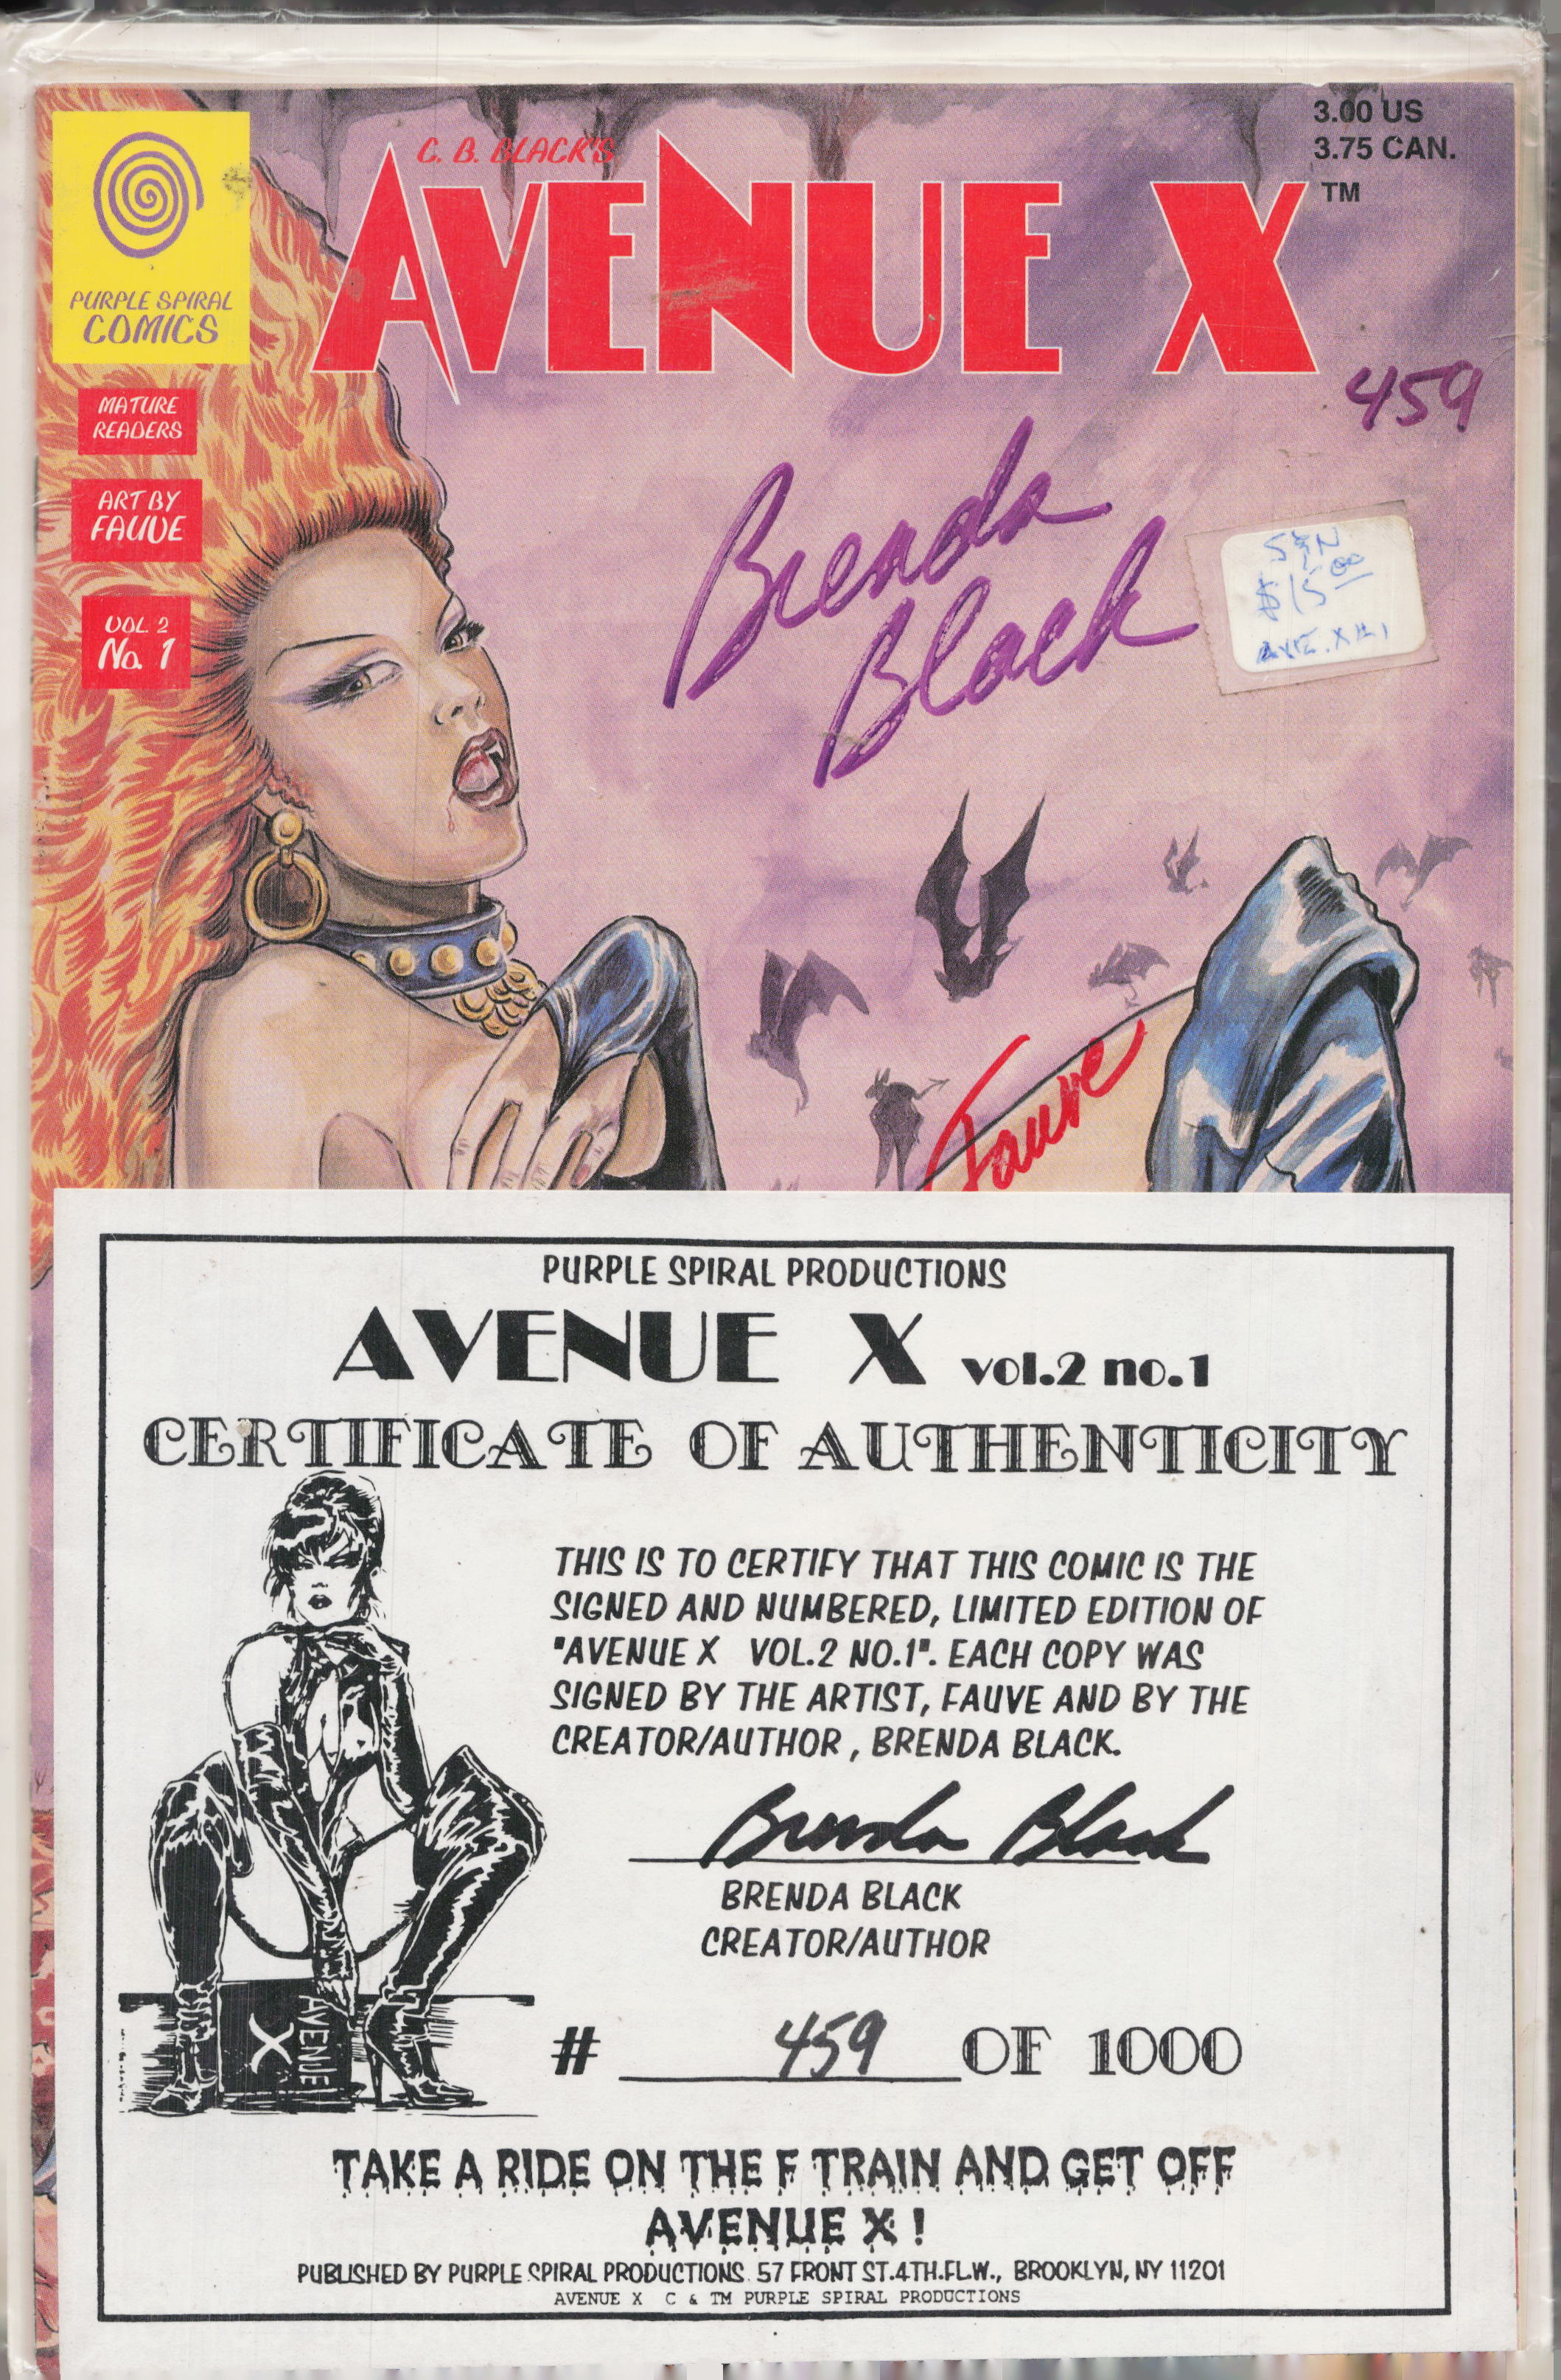 C. B. BLACK'S
AVENUE X
TM
3.00 US
3.75 CAN.
PURPLE SPIRAL
COMICS
MATURE
READERS
ART BY
FAUVE
VOL. 2
No. 1
459
Brenda
Black
S & N
$15.00
AVE. X #1
Fauve
PURPLE SPIRAL PRODUCTIONS
AVENUE X vol.2 no.1
CERTIFICATE OF AUTHENTICITY
THIS IS TO CERTIFY THAT THIS COMIC IS THE
SIGNED AND NUMBERED, LIMITED EDITION OF
"AVENUE X VOL.2 NO.1". EACH COPY WAS
SIGNED BY THE ARTIST, FAUVE AND BY THE
CREATOR/AUTHOR , BRENDA BLACK.
Brenda Black
BRENDA BLACK
CREATOR/AUTHOR
# 459 OF 1000
AVENUE
X
TAKE A RIDE ON THE F TRAIN AND GET OFF
AVENUE X !
PUBLISHED BY PURPLE SPIRAL PRODUCTIONS. 57 FRONT ST.4TH.FL.W., BROOKLYN, NY 11201
AVENUE X C & TM PURPLE SPIRAL PRODUCTIONS